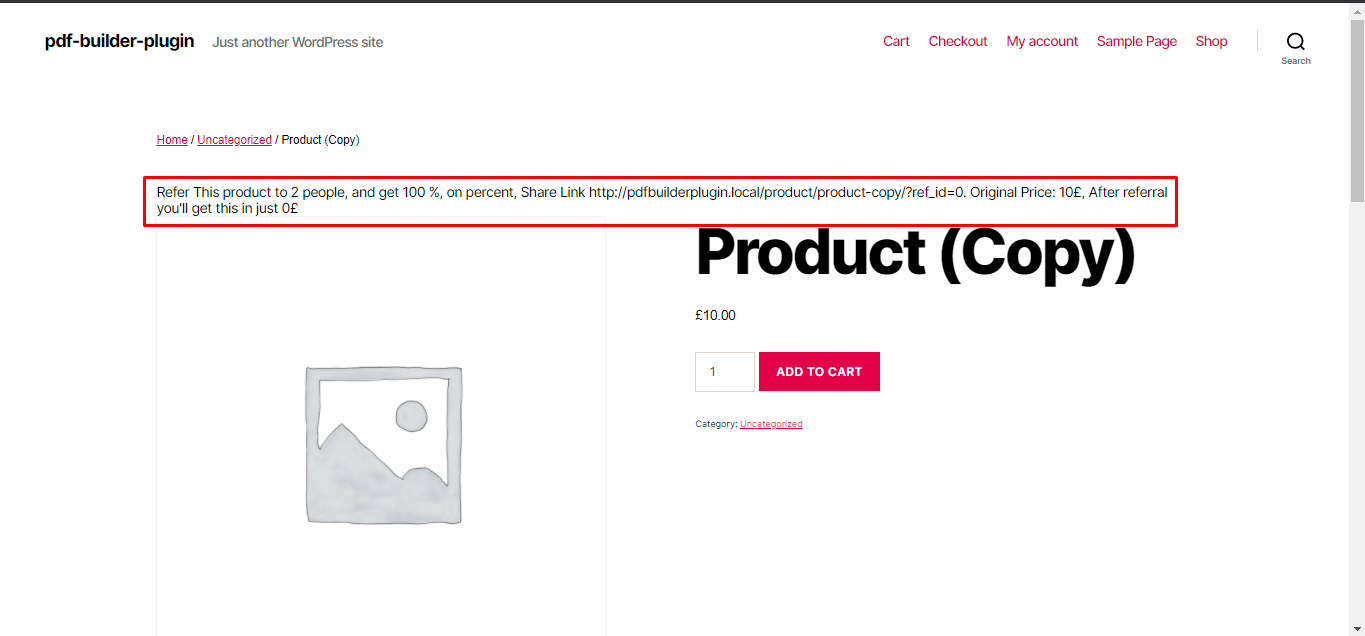 pdf-builder-plugin Just another WordPress site Cart Checkout My account Sample Page Shop
Search
Home / Uncategorized / Product (Copy)
Refer This product to 2 people, and get 100 %, on percent, Share Link http://pdfbuilderplugin.local/product/product-copy/?ref_id=0. Original Price: 10£, After referral
you'll get this in just 0£
Product (Copy)
£10.00
1 ADD TO CART
Category: Uncategorized